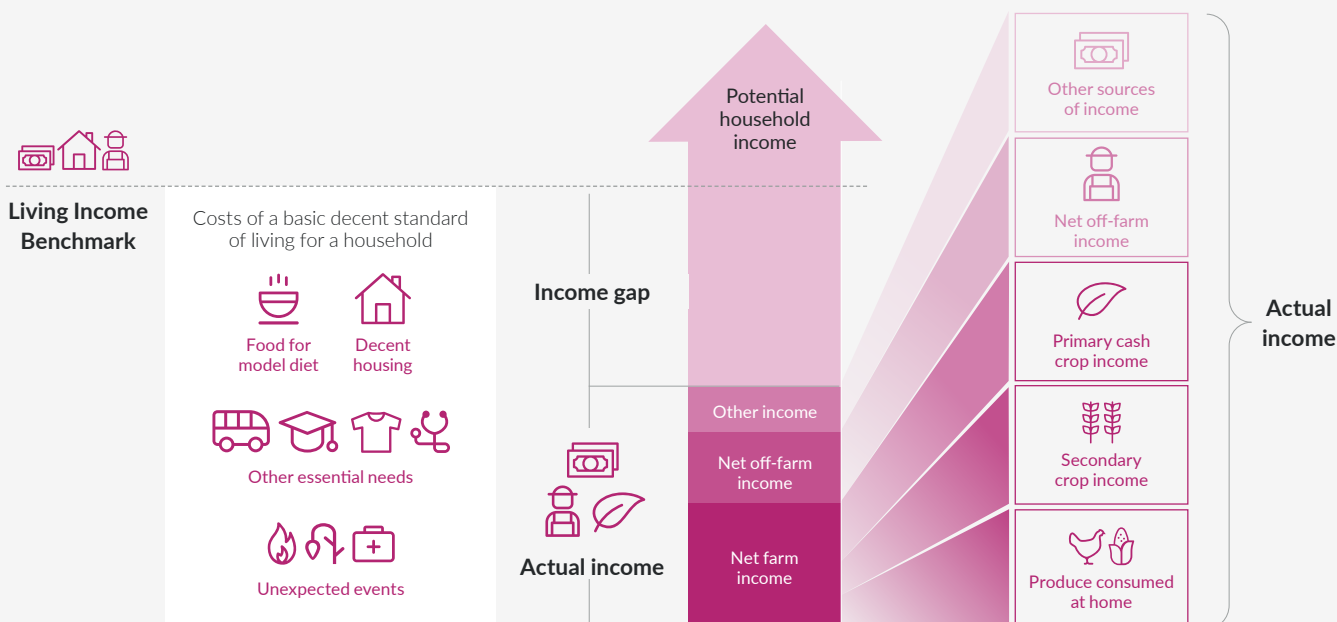 Living Income
Benchmark
Costs of a basic decent standard
of living for a household
Food for
model diet
Decent
housing
Other essential needs
Unexpected events
Income gap
Actual income
Potential
household
income
Other income
Net off-farm
income
Net farm
income
Other sources
of income
Net off-farm
income
Primary cash
crop income
Secondary
crop income
Produce consumed
at home
Actual
income